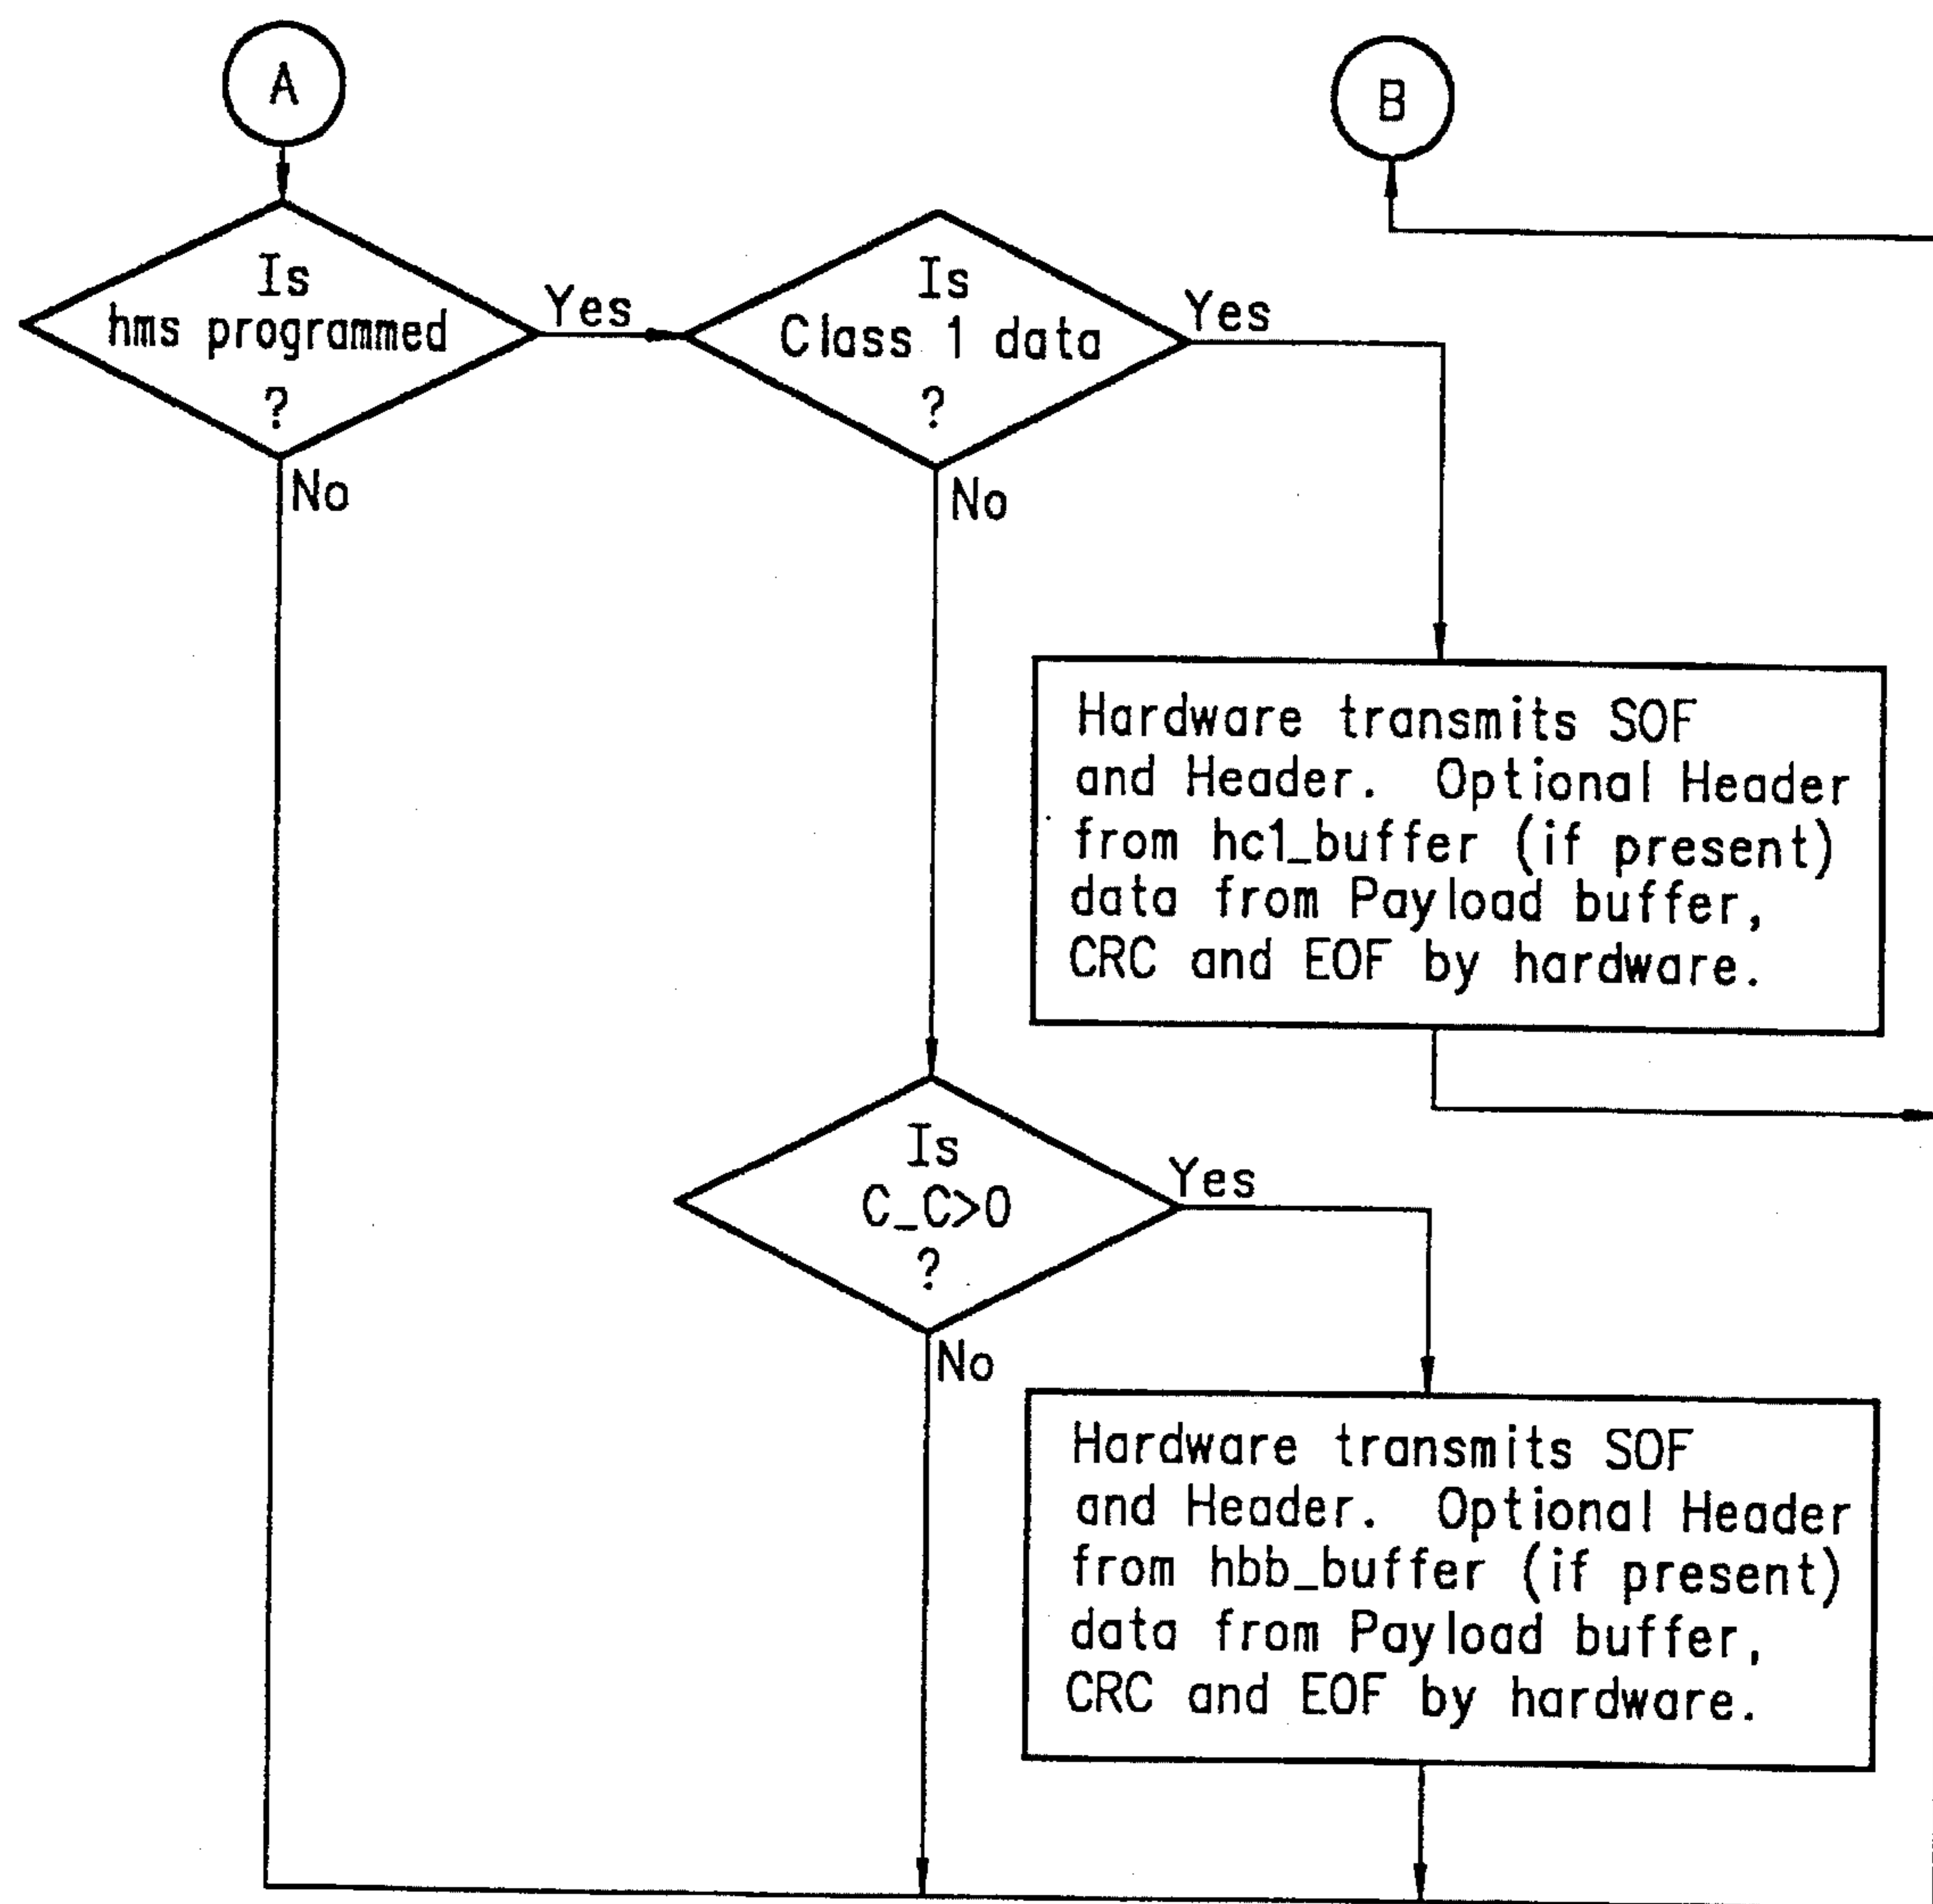 A
B
Is
hms programmed
?
Yes
No
Is
Class 1 data
?
Yes
No
Hardware transmits SOF
and Header. Optional Header
from hc1_buffer (if present)
data from Payload buffer,
CRC and EOF by hardware.
Is
C_C>0
?
Yes
No
Hardware transmits SOF
and Header. Optional Header
from hbb_buffer (if present)
data from Payload buffer,
CRC and EOF by hardware.